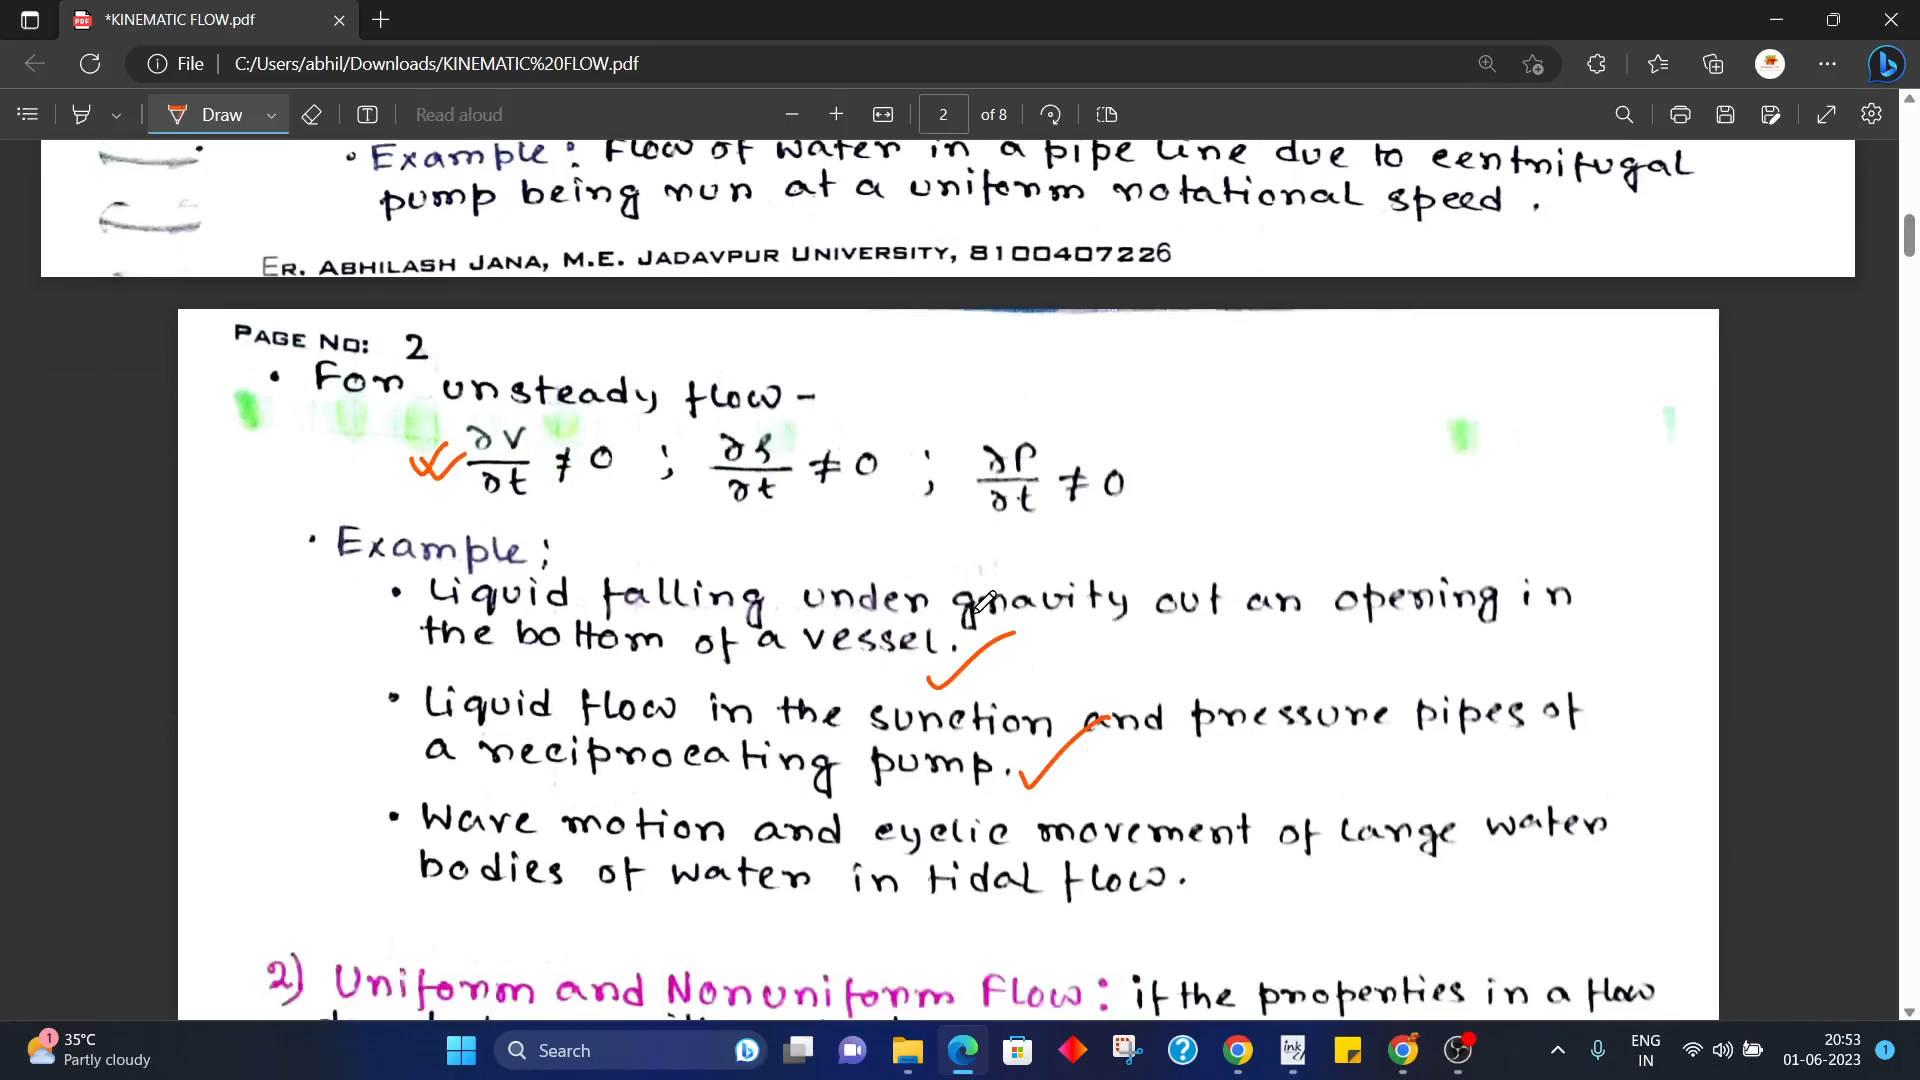 *KINEMATIC FLOW.pdf
File
C:/Users/abhil/Downloads/KINEMATIC%20FLOW.pdf
Draw
Read aloud
2
of 8
• Example: Flow of water in a pipe line due to centrifugal
pump being run at a uniform rotational speed.
ER. ABHILASH JANA, M.E. JADAVPUR UNIVERSITY, 8100407226
PAGE NO: 2
• For unsteady flow -
∂V/∂t ≠ 0 ; ∂ρ/∂t ≠ 0 ; ∂P/∂t ≠ 0
• Example:
• Liquid falling under gravity out an opening in
the bottom of a vessel.
• Liquid flow in the sunction and pressure pipes of
a reciprocating pump.
• Wave motion and cyclic movement of large water
bodies of water in tidal flow.
2) Uniform and Nonuniform Flow: if the properties in a flow
1
35°C
Partly cloudy
Search
ink
ENG
IN
20:53
01-06-2023
1